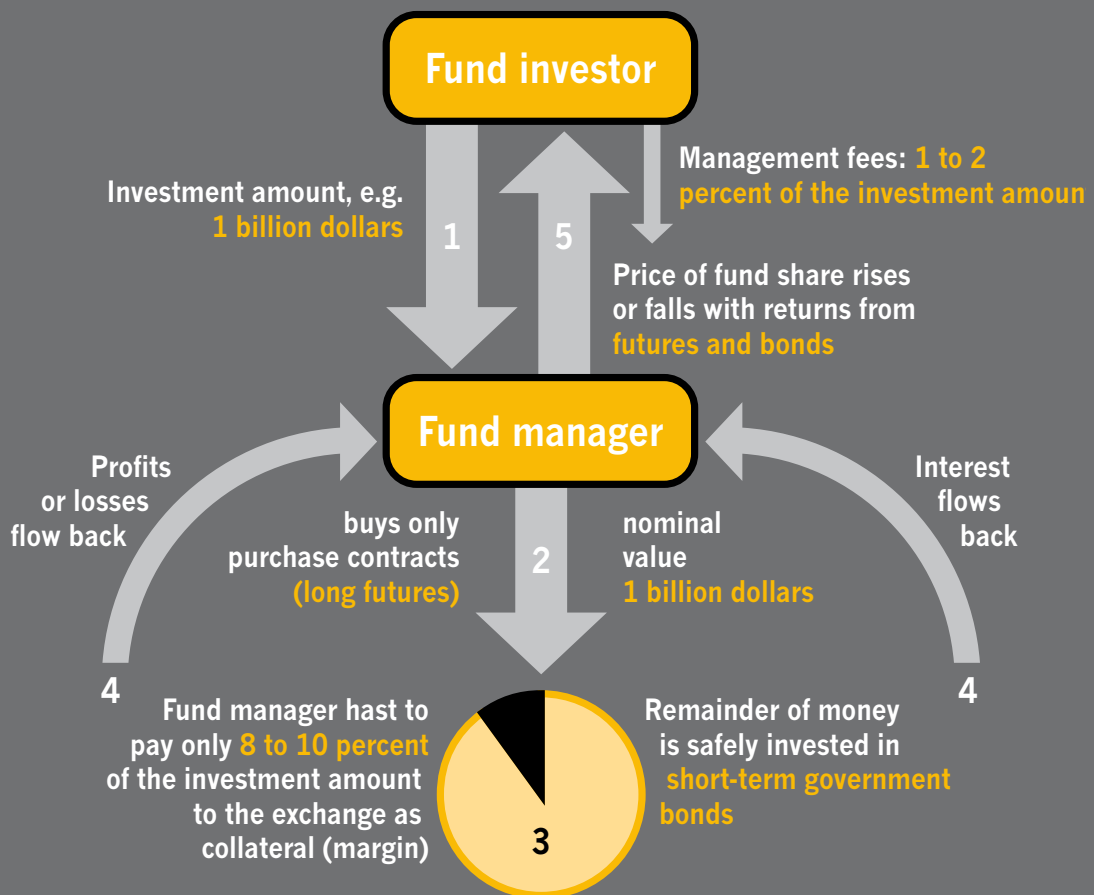 Fund investor
Investment amount, e.g.
1 billion dollars
1
5
Management fees: 1 to 2
percent of the investment amoun
Price of fund share rises
or falls with returns from
futures and bonds
Fund manager
Profits
or losses
flow back
buys only
purchase contracts
(long futures)
2
nominal
value
1 billion dollars
Interest
flows
back
4
4
Fund manager hast to
pay only 8 to 10 percent
of the investment amount
to the exchange as
collateral (margin)
3
Remainder of money
is safely invested in
short-term government
bonds